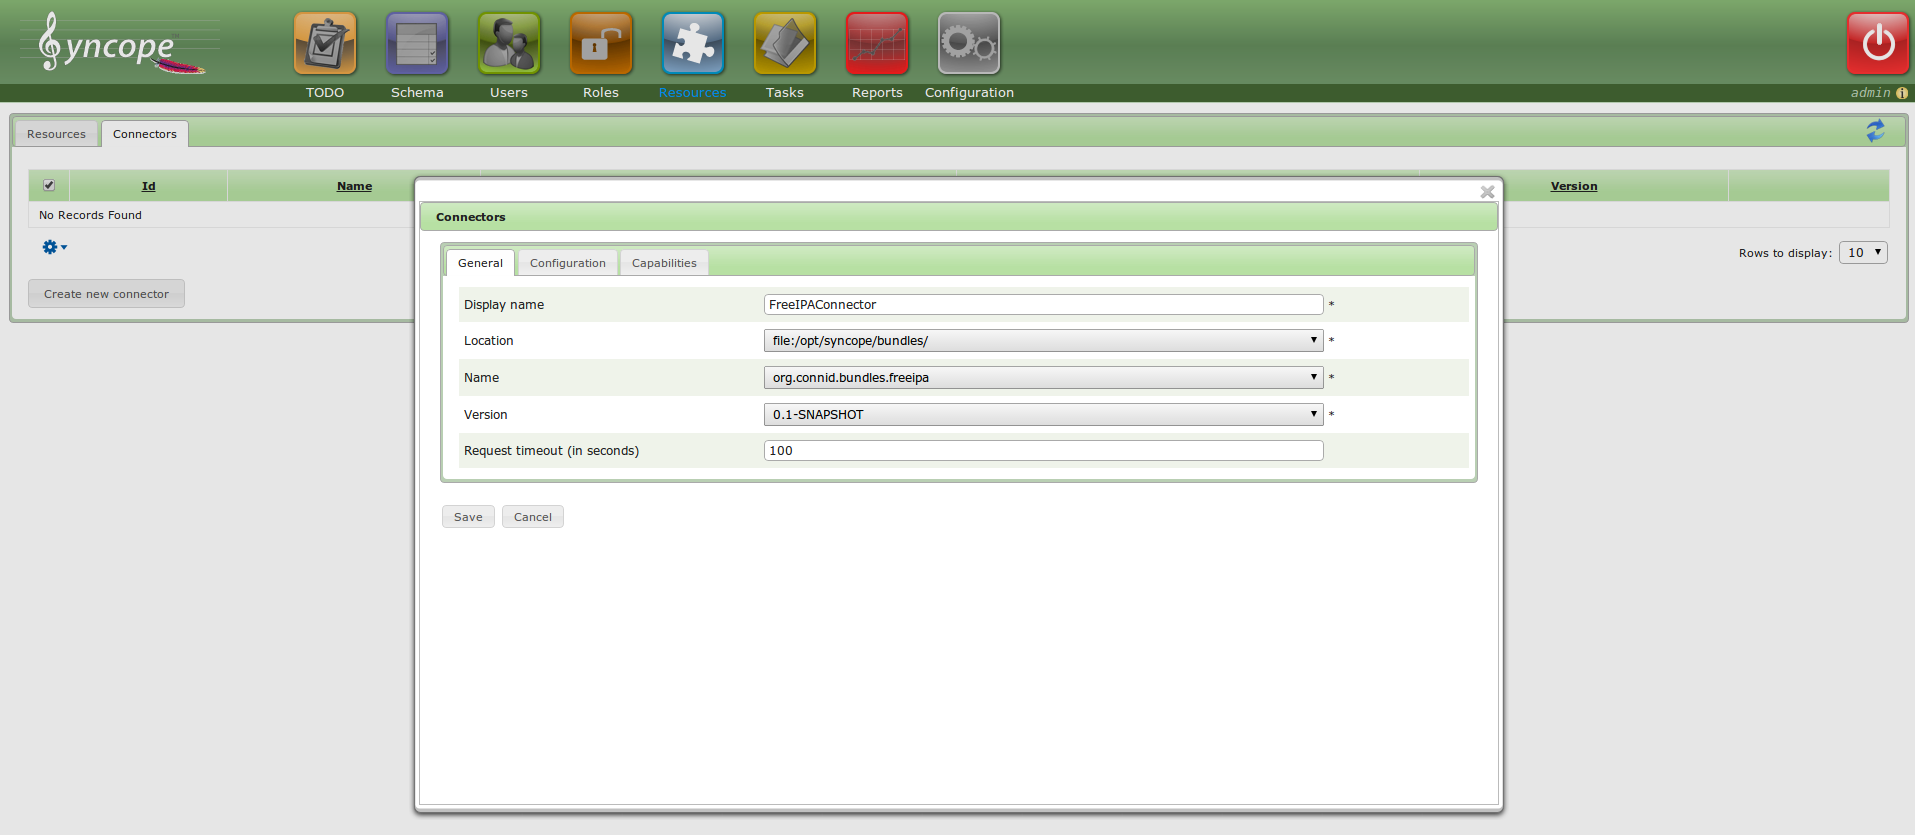 Syncope™
TODO Schema Users Roles Resources Tasks Reports Configuration
admin
Resources Connectors
Id Name Version
No Records Found
Rows to display: 10
Create new connector
Connectors
General Configuration Capabilities
Display name FreeIPAConnector *
Location file:/opt/syncope/bundles/ *
Name org.connid.bundles.freeipa *
Version 0.1-SNAPSHOT *
Request timeout (in seconds) 100
Save Cancel